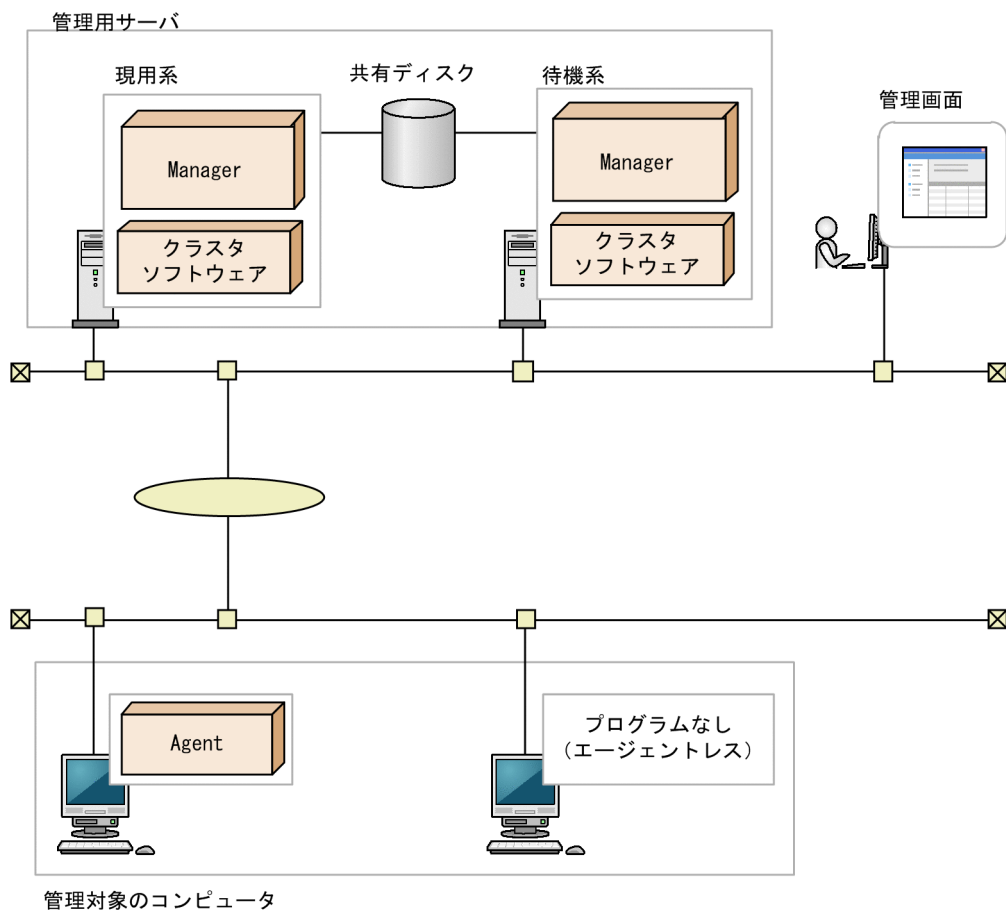 管理用サーバ
現用系
共有ディスク
待機系
管理画面
Manager
Manager
クラスタ
ソフトウェア
クラスタ
ソフトウェア
Agent
プログラムなし
（エージェントレス）
管理対象のコンピュータ